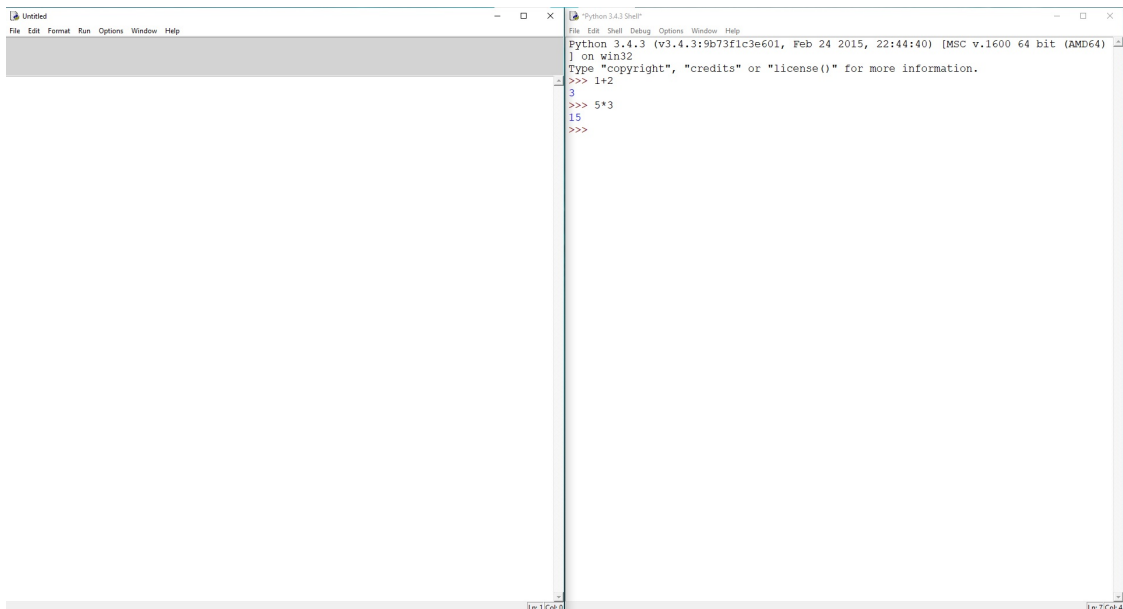 Untitled
File Edit Format Run Options Window Help
Ln: 1 Col: 0
*Python 3.4.3 Shell*
File Edit Shell Debug Options Window Help
Python 3.4.3 (v3.4.3:9b73f1c3e601, Feb 24 2015, 22:44:40) [MSC v.1600 64 bit (AMD64)
] on win32
Type "copyright", "credits" or "license()" for more information.
>>> 1+2
3
>>> 5*3
15
>>>
Ln: 7 Col: 4